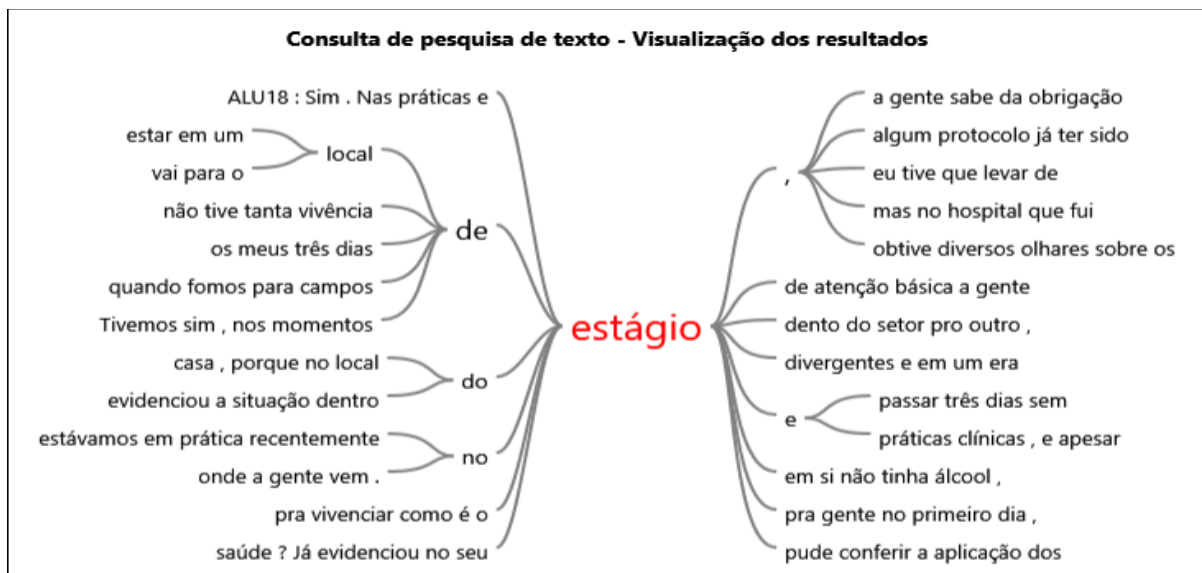 Consulta de pesquisa de texto - Visualização dos resultados
ALU18 : Sim . Nas práticas e
estar em um
vai para o
local
não tive tanta vivência
os meus três dias
quando fomos para campos
Tivemos sim , nos momentos
de
casa , porque no local
evidenciou a situação dentro
do
estávamos em prática recentemente
onde a gente vem .
no
pra vivenciar como é o
saúde ? Já evidenciou no seu
estágio
,
a gente sabe da obrigação
algum protocolo já ter sido
eu tive que levar de
mas no hospital que fui
obtive diversos olhares sobre os
de atenção básica a gente
dento do setor pro outro ,
divergentes e em um era
e
passar três dias sem
práticas clínicas , e apesar
em si não tinha álcool ,
pra gente no primeiro dia ,
pude conferir a aplicação dos